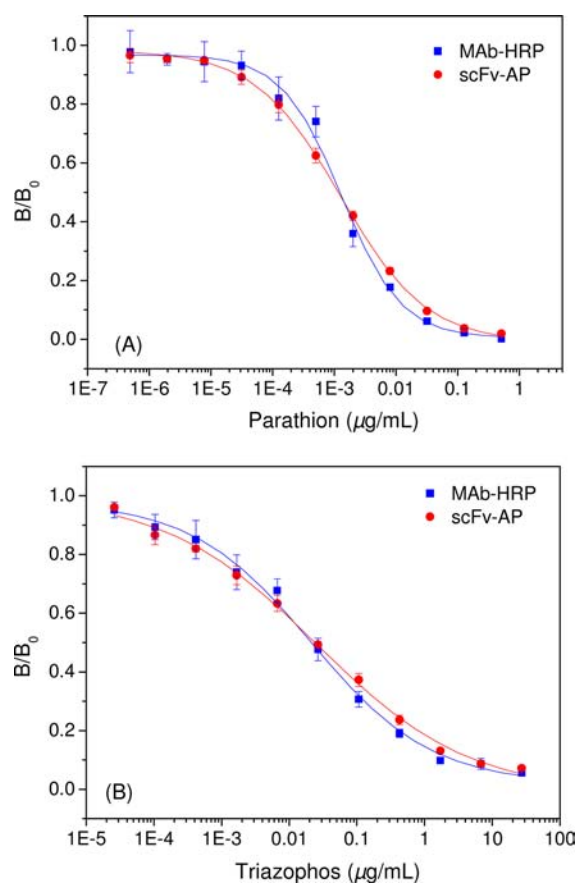 1.0
0.8
0.6
0.4
0.2
0.0
B/B0
MAb-HRP
scFv-AP
(A)
1E-7 1E-6 1E-5 1E-4 1E-3 0.01 0.1 1
Parathion (µg/mL)
1.0
0.8
0.6
0.4
0.2
0.0
B/B0
MAb-HRP
scFv-AP
(B)
1E-5 1E-4 1E-3 0.01 0.1 1 10 100
Triazophos (µg/mL)